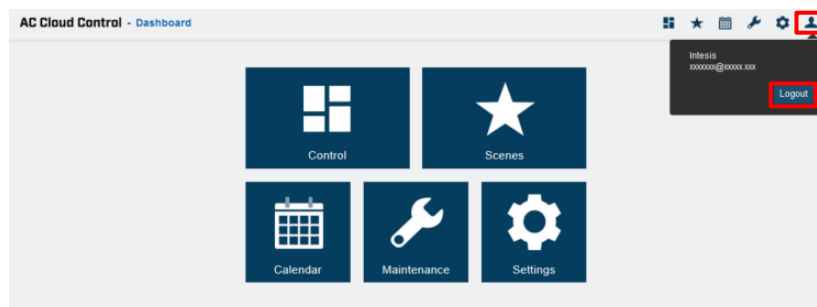 AC Cloud Control - Dashboard
Intesis
xxxxxxx@xxxxx.xxx
Logout
Control
Scenes
Calendar
Maintenance
Settings